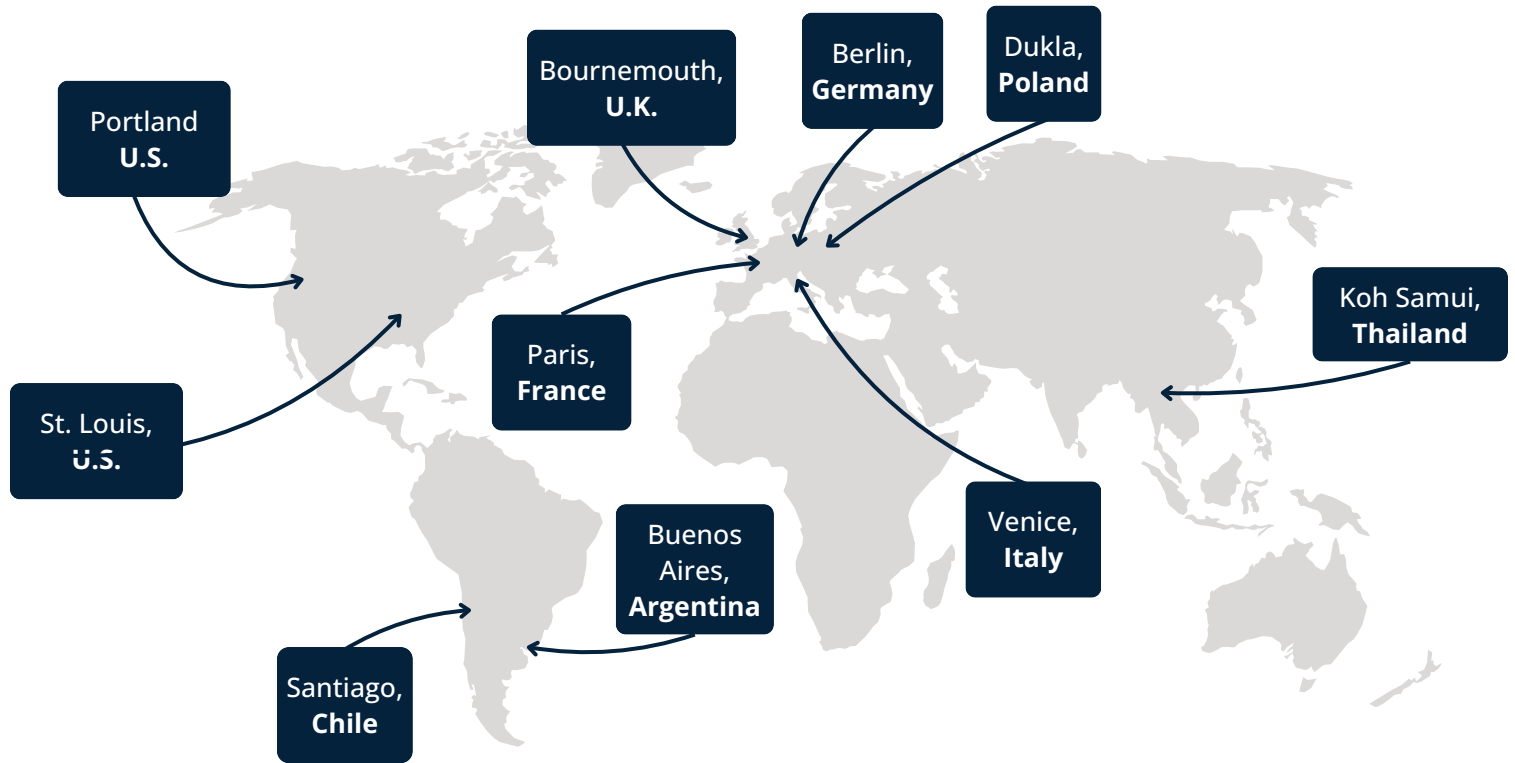 Portland
U.S.
Bournemouth,
U.K.
Berlin,
Germany
Dukla,
Poland
Koh Samui,
Thailand
Paris,
France
St. Louis,
U.S.
Venice,
Italy
Buenos
Aires,
Argentina
Santiago,
Chile